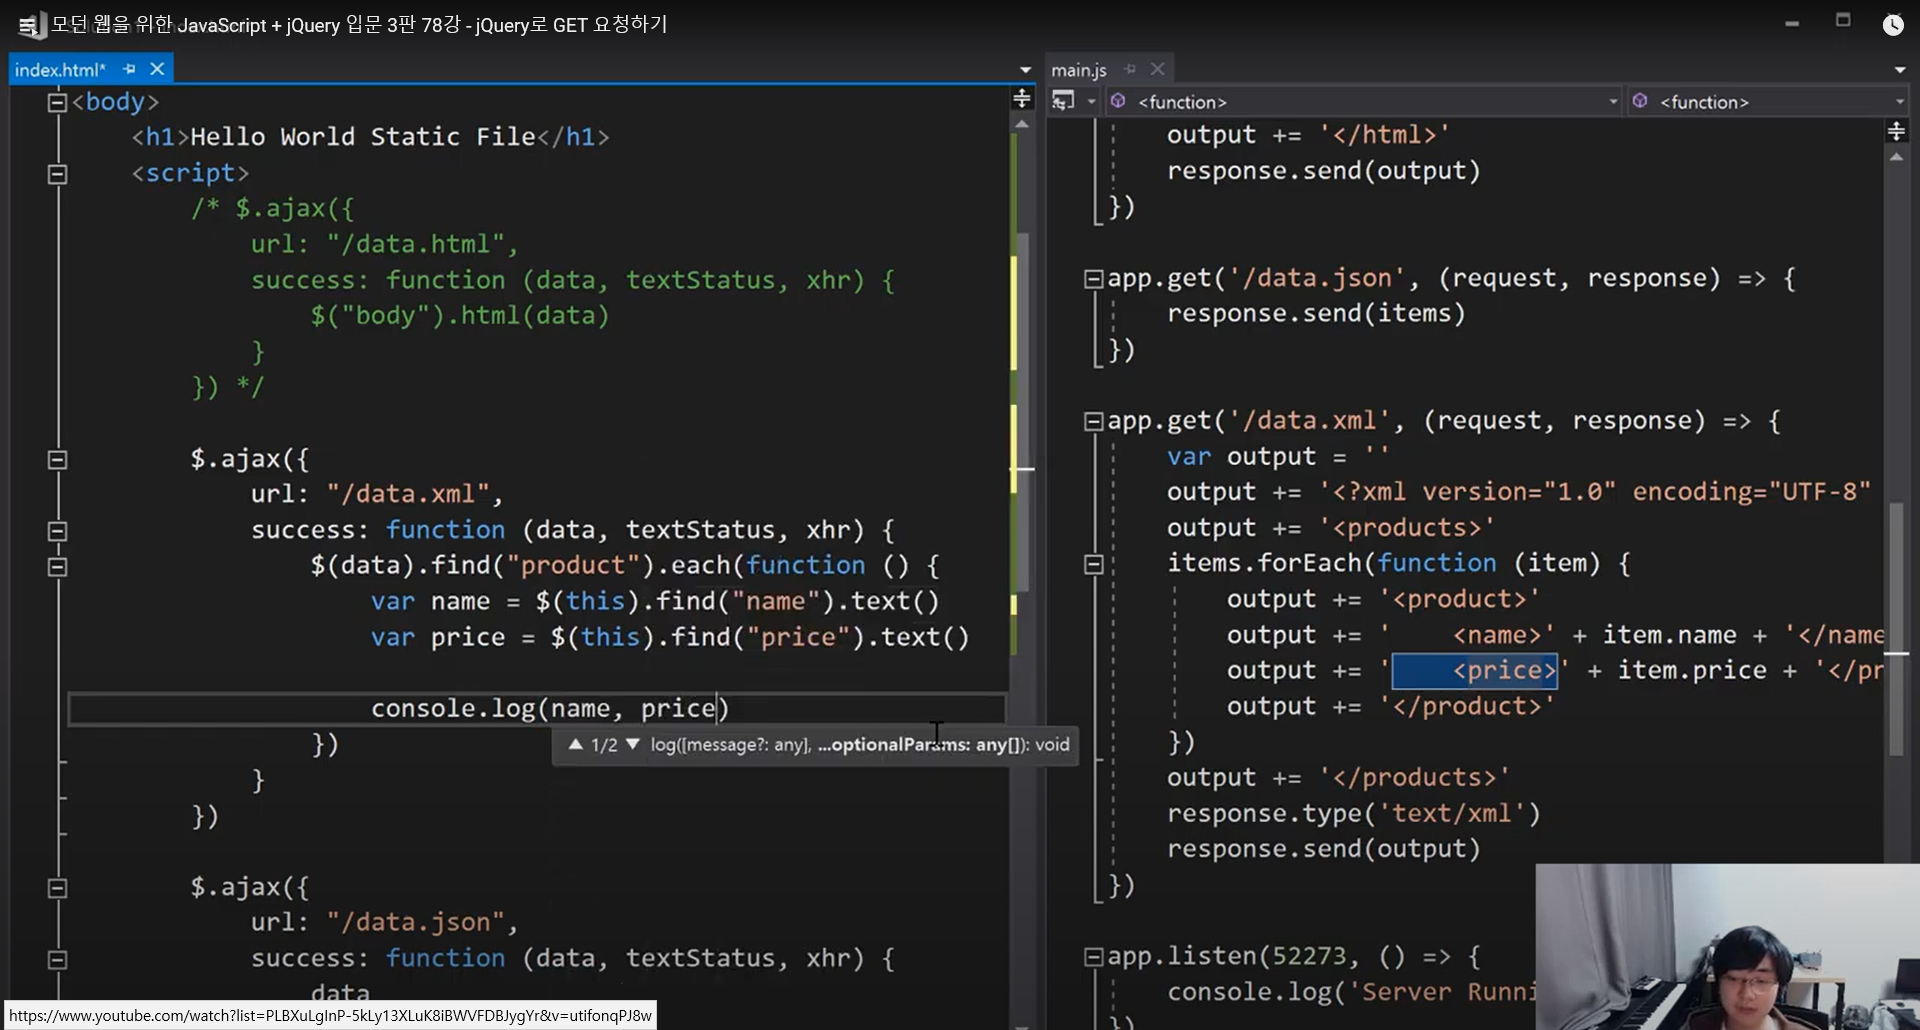 모던 웹을 위한 JavaScript + jQuery 입문 3판 78강 - jQuery로 GET 요청하기
index.html*
<body>
<h1>Hello World Static File</h1>
<script>
/* $.ajax({
url: "/data.html",
success: function (data, textStatus, xhr) {
$("body").html(data)
}
}) */
$.ajax({
url: "/data.xml",
success: function (data, textStatus, xhr) {
$(data).find("product").each(function () {
var name = $(this).find("name").text()
var price = $(this).find("price").text()
console.log(name, price)
▲ 1/2 ▼ log([message?: any], ...optionalParams: any[]): void
})
}
})
$.ajax({
url: "/data.json",
success: function (data, textStatus, xhr) {
data
https://www.youtube.com/watch?list=PLBXuLgInP-5kLy13XLuK8iBWVFDBJygYr&v=utifonqPJ8w
main.js
<function> <function>
output += '</html>'
response.send(output)
})
app.get('/data.json', (request, response) => {
response.send(items)
})
app.get('/data.xml', (request, response) => {
var output = ''
output += '<?xml version="1.0" encoding="UTF-8"
output += '<products>'
items.forEach(function (item) {
output += '<product>'
output += '    <name>' + item.name + '</name
output += '    <price>' + item.price + '</pr
output += '</product>'
})
output += '</products>'
response.type('text/xml')
response.send(output)
})
app.listen(52273, () => {
console.log('Server Runni
})